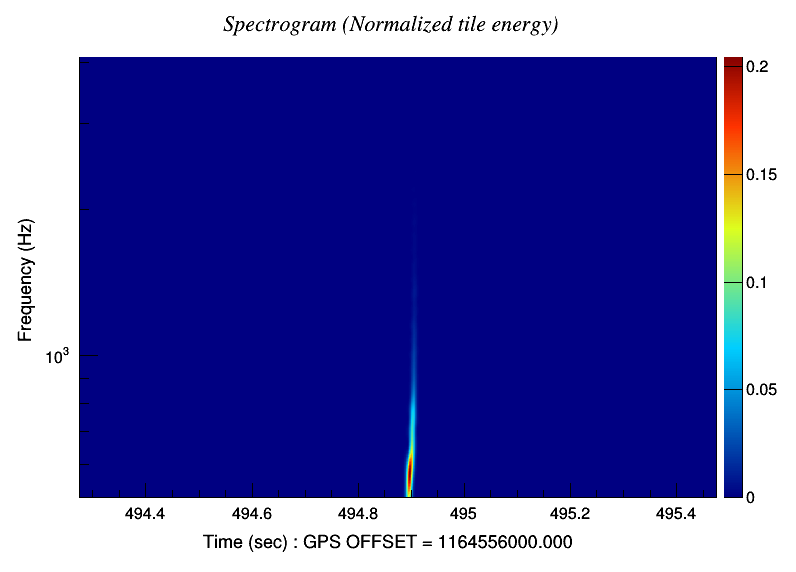 Spectrogram (Normalized tile energy)
0.2
0.15
0.1
0.05
0
Frequency (Hz)
10³
494.4 494.6 494.8 495 495.2 495.4
Time (sec) : GPS OFFSET = 1164556000.000